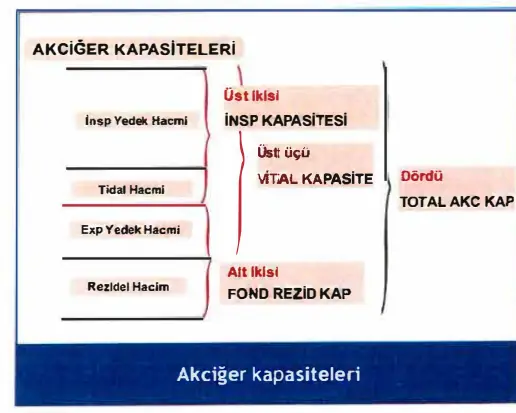 AKCİĞER KAPASİTELERİ
İnsp Yedek Hacmi
Üst ikisi
İNSP KAPASİTESİ
Üst üçü
VİTAL KAPASİTE
Tidal Hacmi
Dördü
TOTAL AKC KAP
Exp Yedek Hacmi
Alt ikisi
FOND REZİD KAP
Rezidel Hacim
Akciğer kapasiteleri